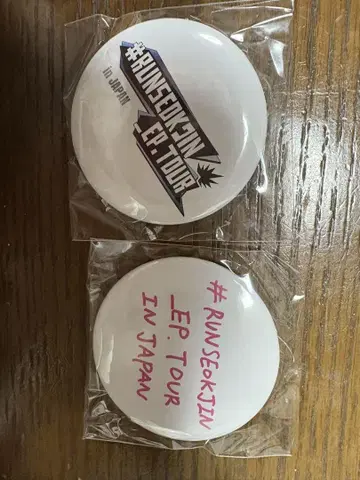 #RUNSEOKJIN
_EP.TOUR
in JAPAN
#RUNSEOKJIN
_EP. TOUR
IN JAPAN